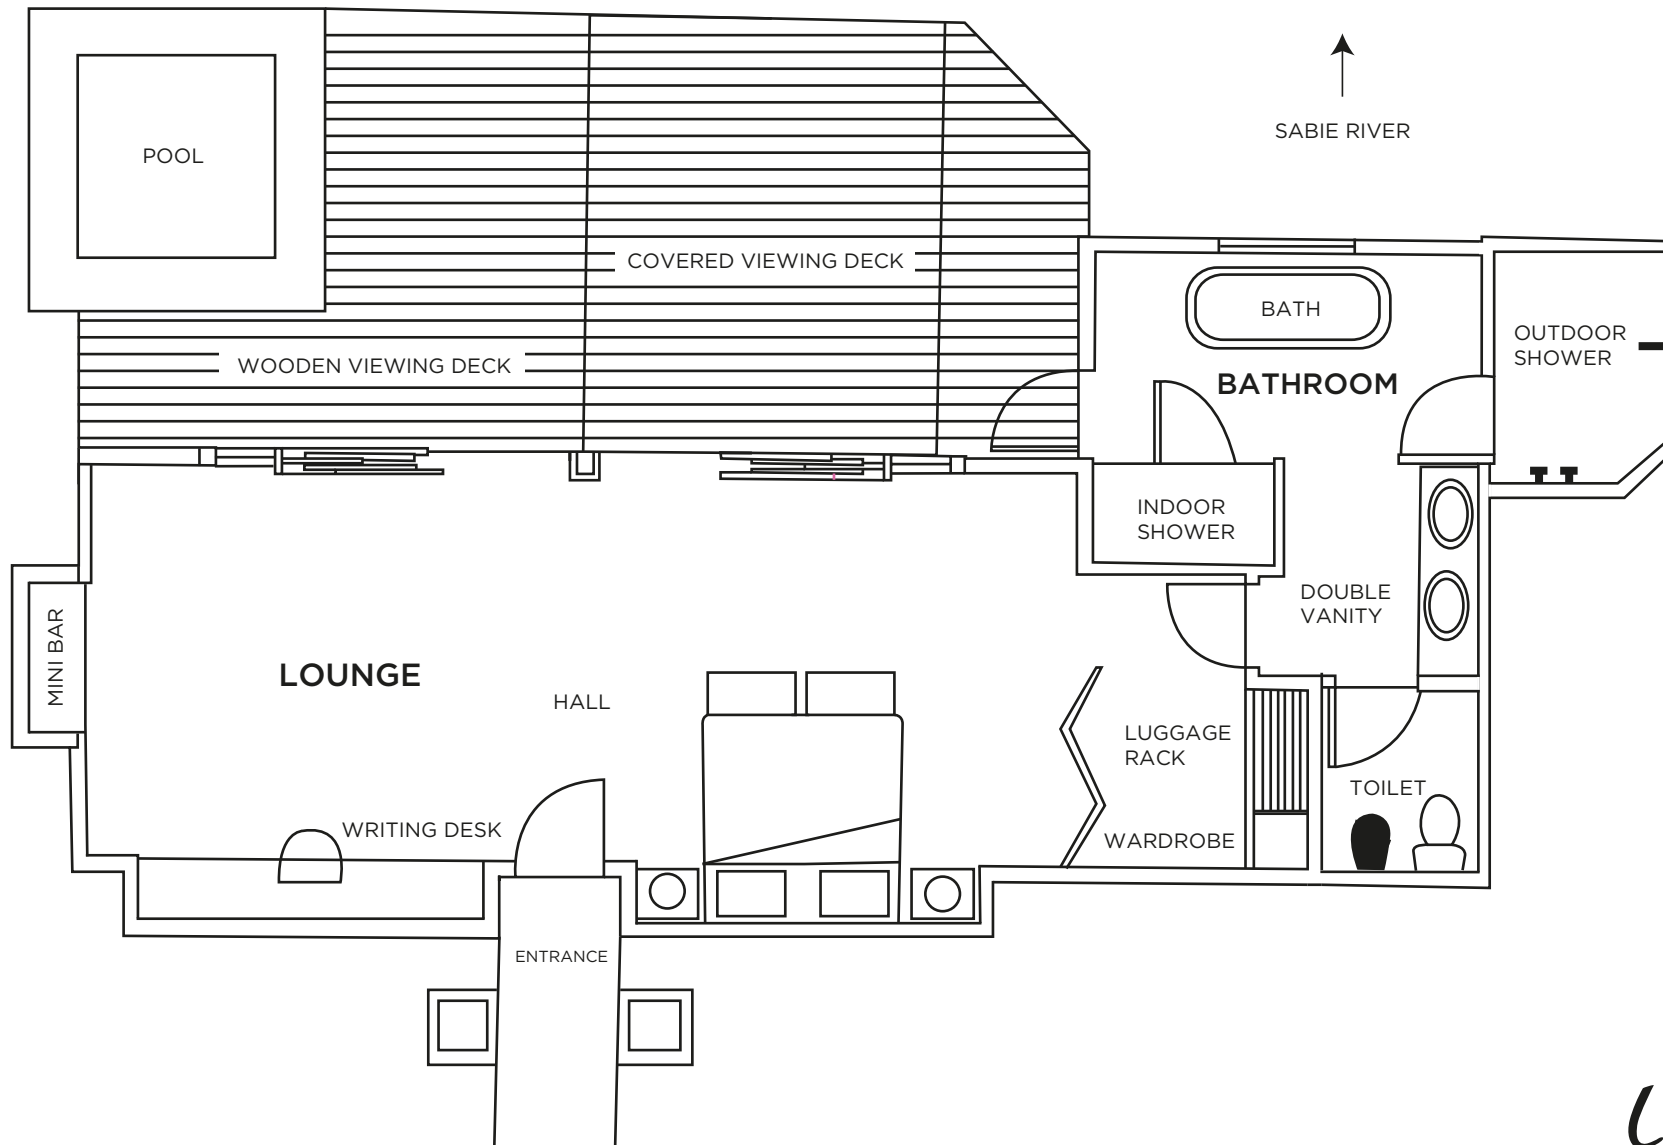 POOL
SABIE RIVER
COVERED VIEWING DECK
WOODEN VIEWING DECK
BATH
BATHROOM
OUTDOOR
SHOWER
INDOOR
SHOWER
DOUBLE
VANITY
MINI BAR
LOUNGE
HALL
LUGGAGE
RACK
TOILET
WRITING DESK
WARDROBE
ENTRANCE